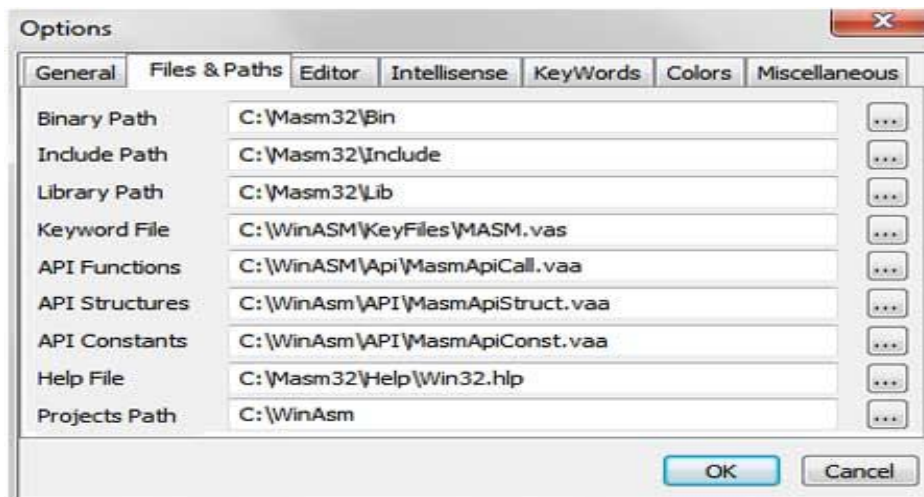 Options
General Files & Paths Editor Intellisense KeyWords Colors Miscellaneous
Binary Path C:\Masm32\Bin ...
Include Path C:\Masm32\Include ...
Library Path C:\Masm32\Lib ...
Keyword File C:\WinASM\KeyFiles\MASM.vas ...
API Functions C:\WinASM\Api\MasmApiCall.vaa ...
API Structures C:\WinAsm\API\MasmApiStruct.vaa ...
API Constants C:\WinAsm\API\MasmApiConst.vaa ...
Help File C:\Masm32\Help\Win32.hlp ...
Projects Path C:\WinAsm ...
OK Cancel